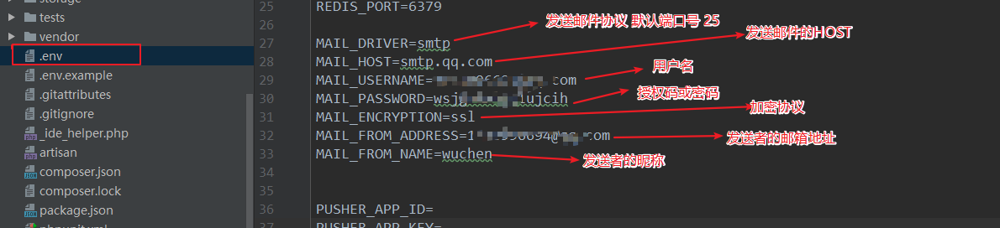 storage
tests
vendor
.env
.env.example
.gitattributes
.gitignore
_ide_helper.php
artisan
composer.json
composer.lock
package.json
25 REDIS_PORT=6379
26
27 MAIL_DRIVER=smtp 发送邮件协议 默认端口号 25
28 MAIL_HOST=smtp.qq.com 发送邮件的HOST
29 MAIL_USERNAME= .com 用户名
30 MAIL_PASSWORD=wsj lujcih 授权码或密码
31 MAIL_ENCRYPTION=ssl 加密协议
32 MAIL_FROM_ADDRESS=1 .com 发送者的邮箱地址
33 MAIL_FROM_NAME=wuchen 发送者的昵称
34
35
36 PUSHER_APP_ID=
37 PUSHER_APP_KEY=